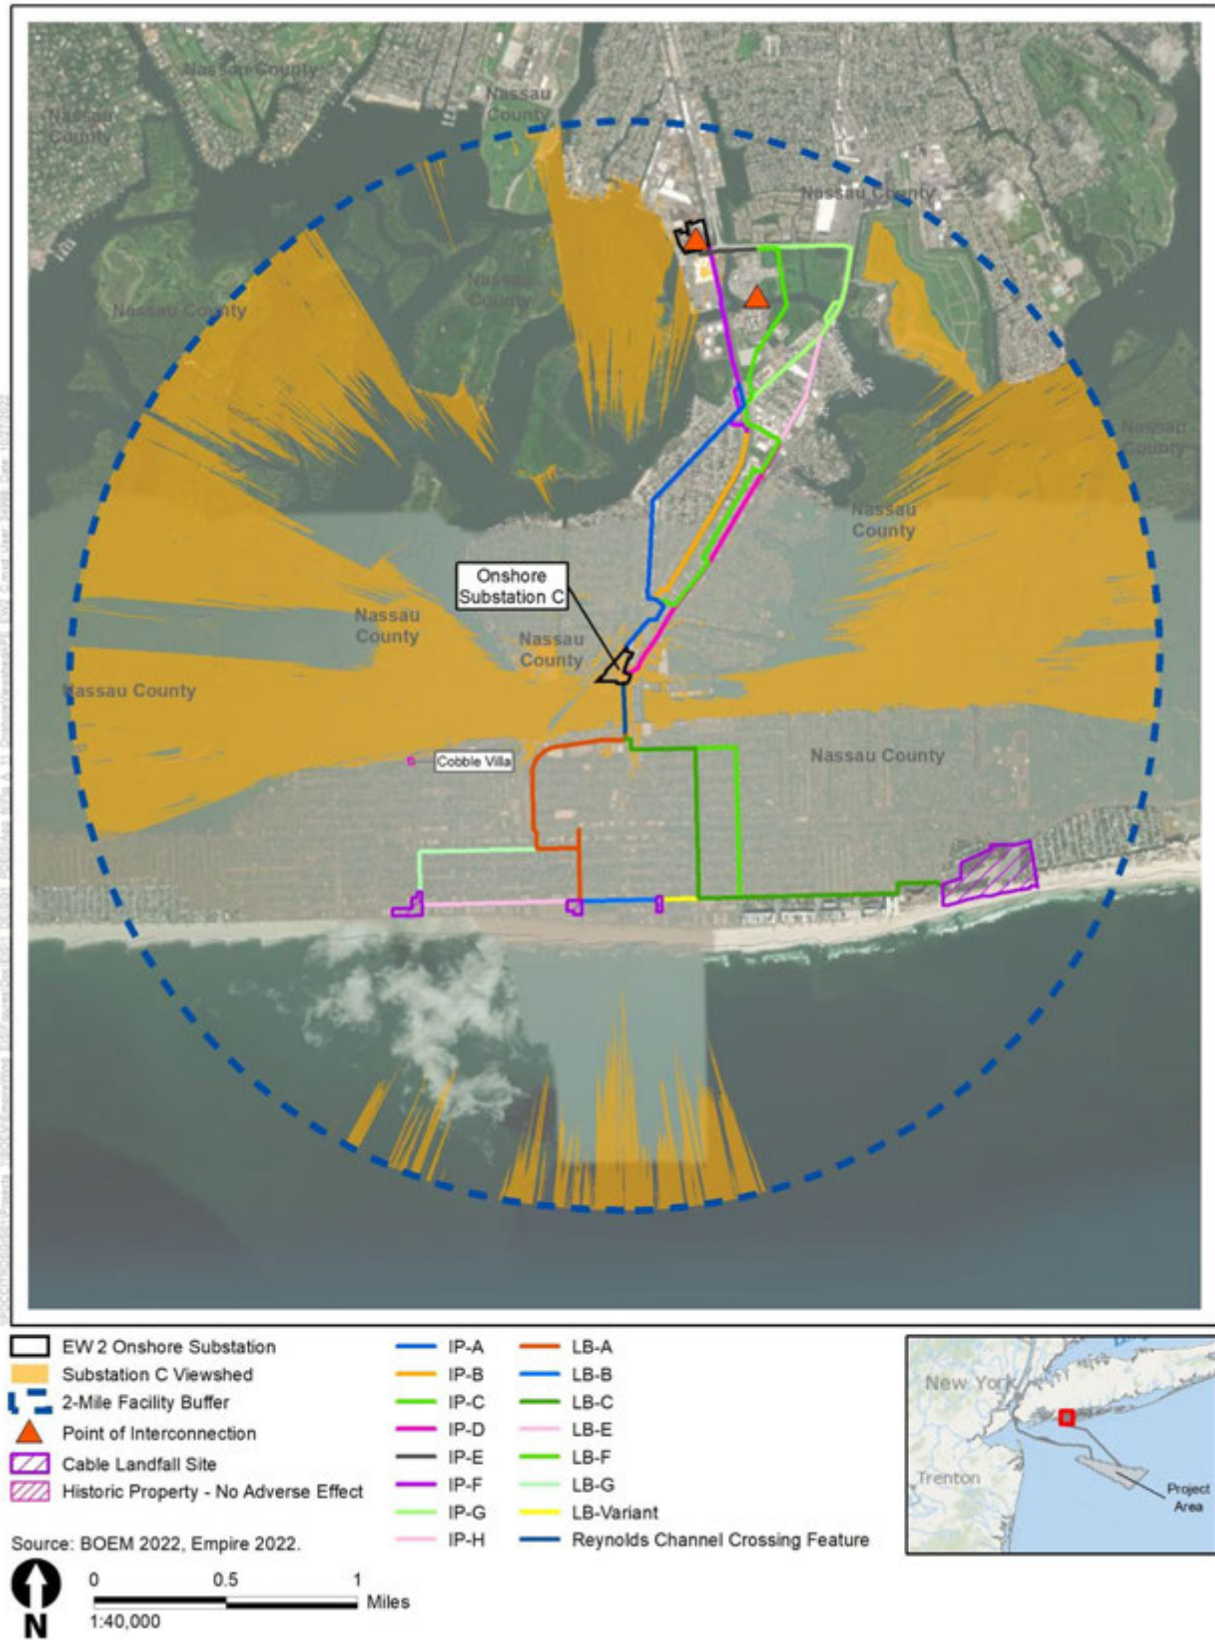 Nassau County
Nassau
County
Nassau
County
Nassau County
Nassau
County
Nassau County
Nassau
County
Nassau
County
Onshore
Substation C
Nassau
County
Nassau
County
Nassau County
Nassau County
Cobble Villa
EW 2 Onshore Substation
Substation C Viewshed
2-Mile Facility Buffer
Point of Interconnection
Cable Landfall Site
Historic Property - No Adverse Effect
IP-A
IP-B
IP-C
IP-D
IP-E
IP-F
IP-G
IP-H
LB-A
LB-B
LB-C
LB-E
LB-F
LB-G
LB-Variant
Reynolds Channel Crossing Feature
New York
Trenton
Project
Area
Source: BOEM 2022, Empire 2022.
N
0 0.5 1
Miles
1:40,000